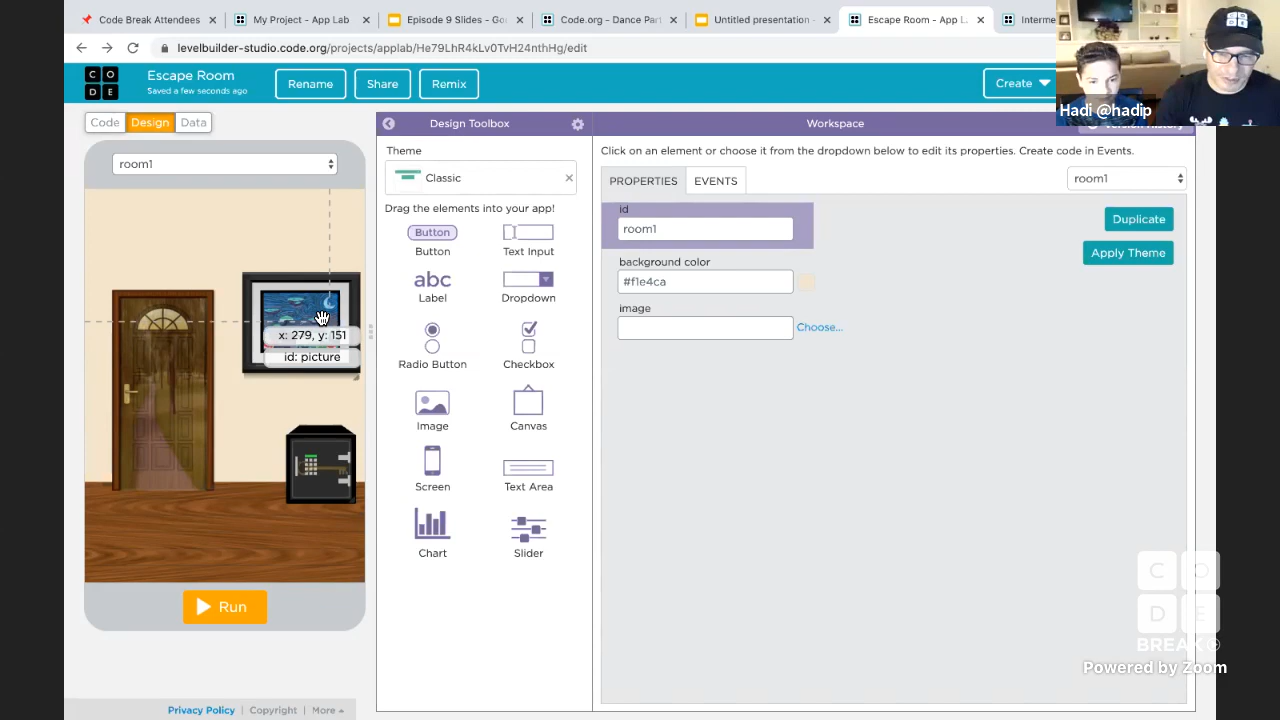 Code Break Attendees
My Project - App Lab
Episode 9 Slides - Go
Code.org - Dance Par
Untitled presentation -
Escape Room - App L
Interme
levelbuilder-studio.code.org/projects/applab/He79LhR4kLv0TvH24nthHg/edit
C O
D E
Escape Room
Saved a few seconds ago
Rename
Share
Remix
Create
Hadi @hadip
Version History
Code
Design
Data
Design Toolbox
Workspace
room1
Theme
Classic
Drag the elements into your app!
Button
Button
Text Input
abc
Label
Dropdown
Radio Button
Checkbox
Image
Canvas
Screen
Text Area
Chart
Slider
Click on an element or choose it from the dropdown below to edit its properties. Create code in Events.
PROPERTIES
EVENTS
room1
id
room1
Duplicate
background color
#f1e4ca
Apply Theme
image
Choose...
x: 279, y: 151
id: picture
Run
C O
D E
BREAK
Powered by Zoom
Privacy Policy | Copyright | More